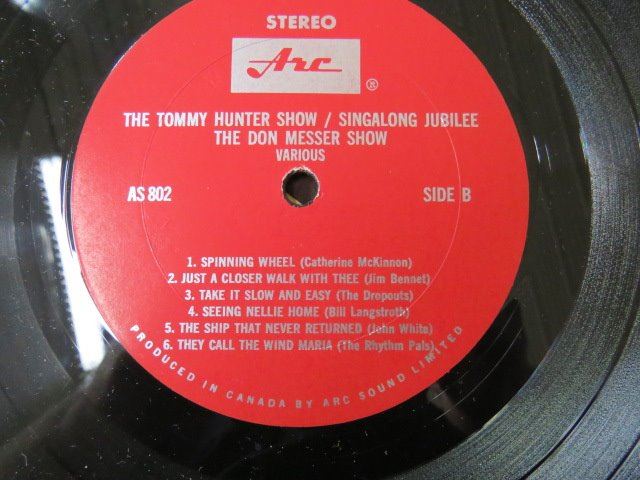 STEREO
Arc
®
THE TOMMY HUNTER SHOW / SINGALONG JUBILEE
THE DON MESSER SHOW
VARIOUS
AS 802 SIDE B
1. SPINNING WHEEL (Catherine McKinnon)
2. JUST A CLOSER WALK WITH THEE (Jim Bennet)
3. TAKE IT SLOW AND EASY (The Dropouts)
4. SEEING NELLIE HOME (Bill Langstroth)
5. THE SHIP THAT NEVER RETURNED (John White)
6. THEY CALL THE WIND MARIA (The Rhythm Pals)
PRODUCED IN CANADA BY ARC SOUND LIMITED